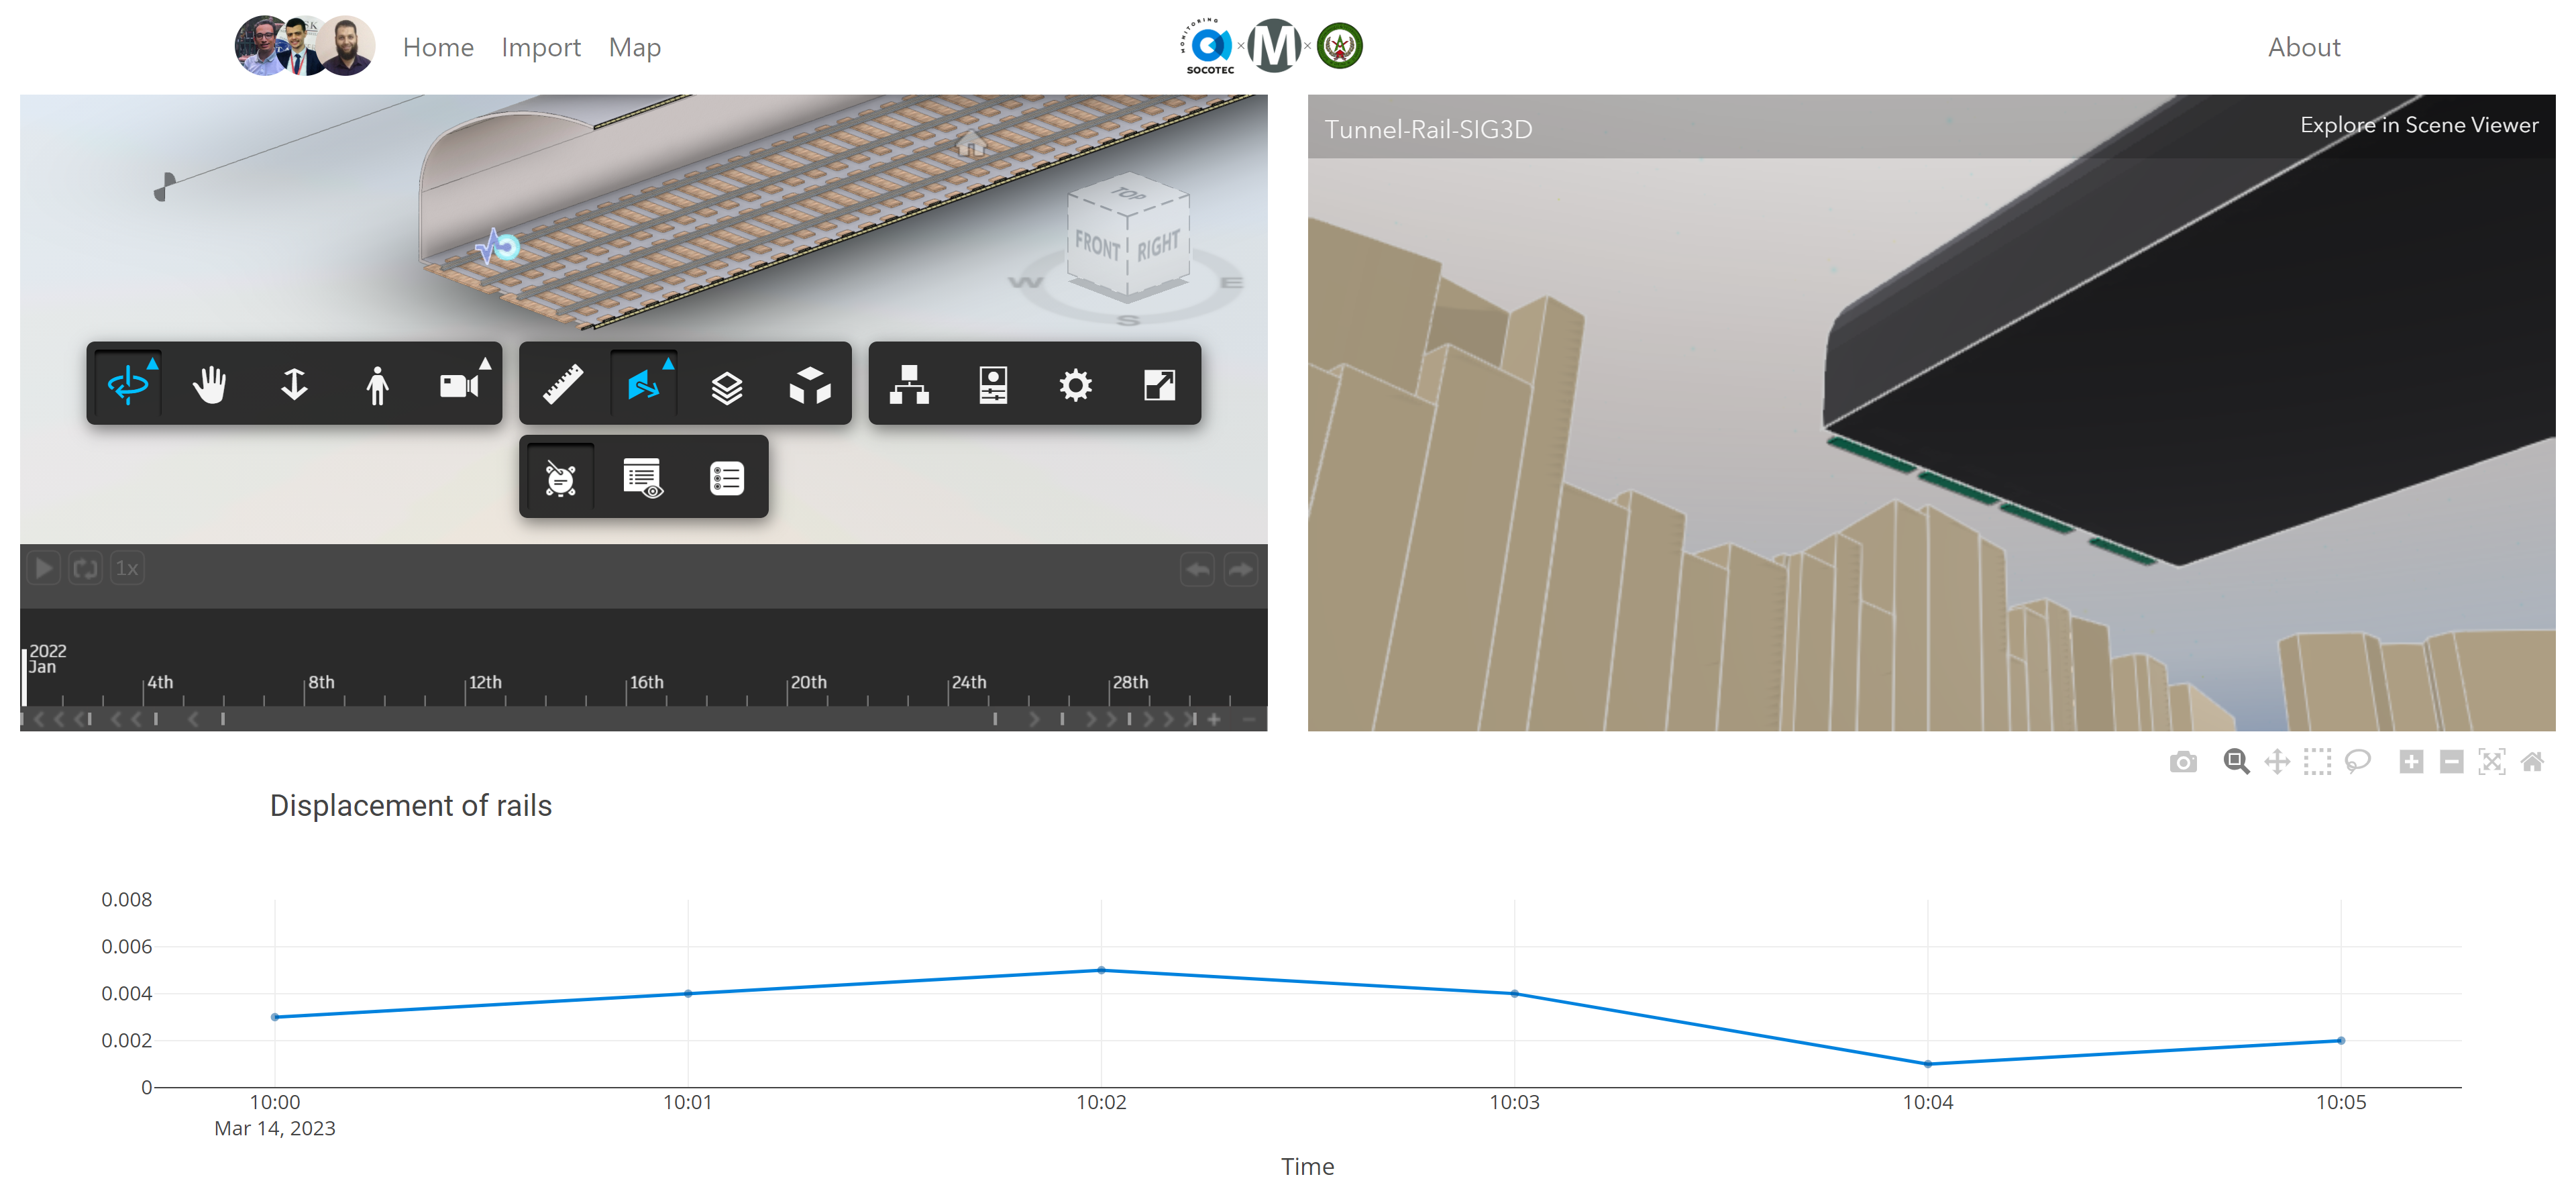 Home Import Map
MONITORING
SOCOTEC
× M ×
About
TOP
FRONT RIGHT
W E
S
1x
2022
Jan
4th 8th 12th 16th 20th 24th 28th
Tunnel-Rail-SIG3D
Explore in Scene Viewer
Displacement of rails
0.008
0.006
0.004
0.002
0
10:00 10:01 10:02 10:03 10:04 10:05
Mar 14, 2023
Time